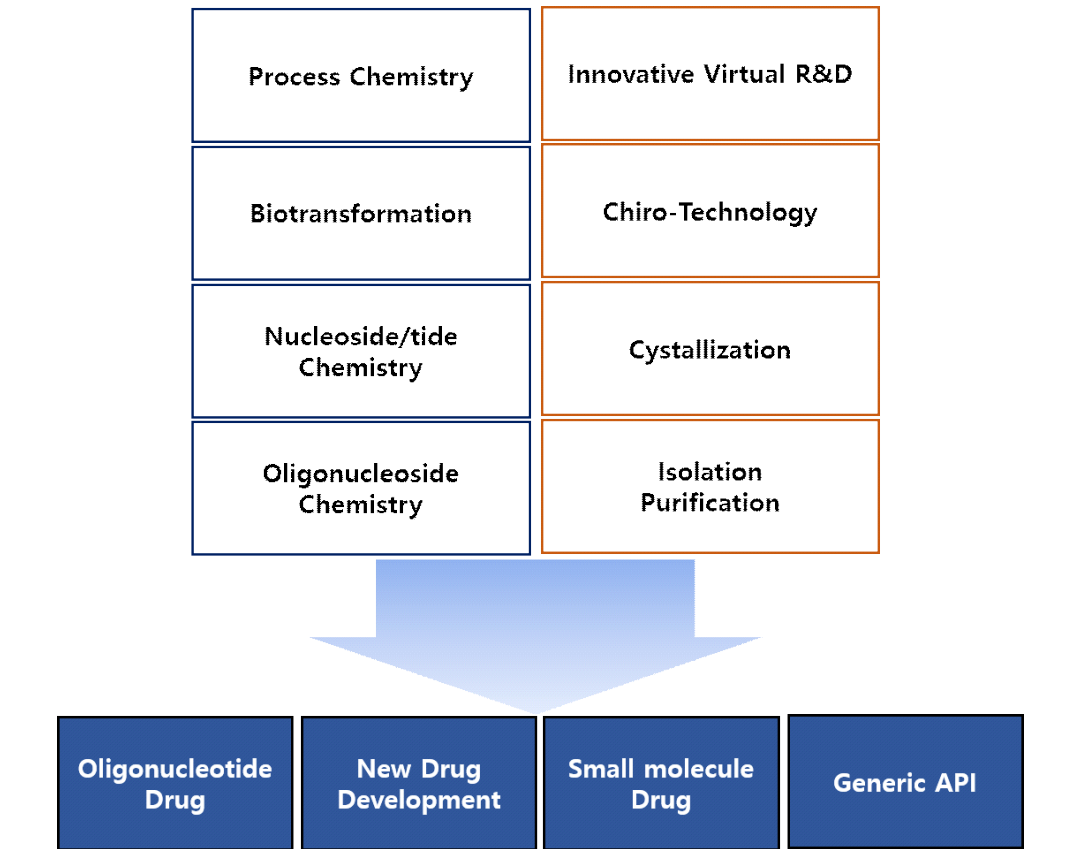 Process Chemistry
Innovative Virtual R&D
Biotransformation
Chiro-Technology
Nucleoside/tide
Chemistry
Cystallization
Oligonucleoside
Chemistry
Isolation
Purification
Oligonucleotide
Drug
New Drug
Development
Small molecule
Drug
Generic API